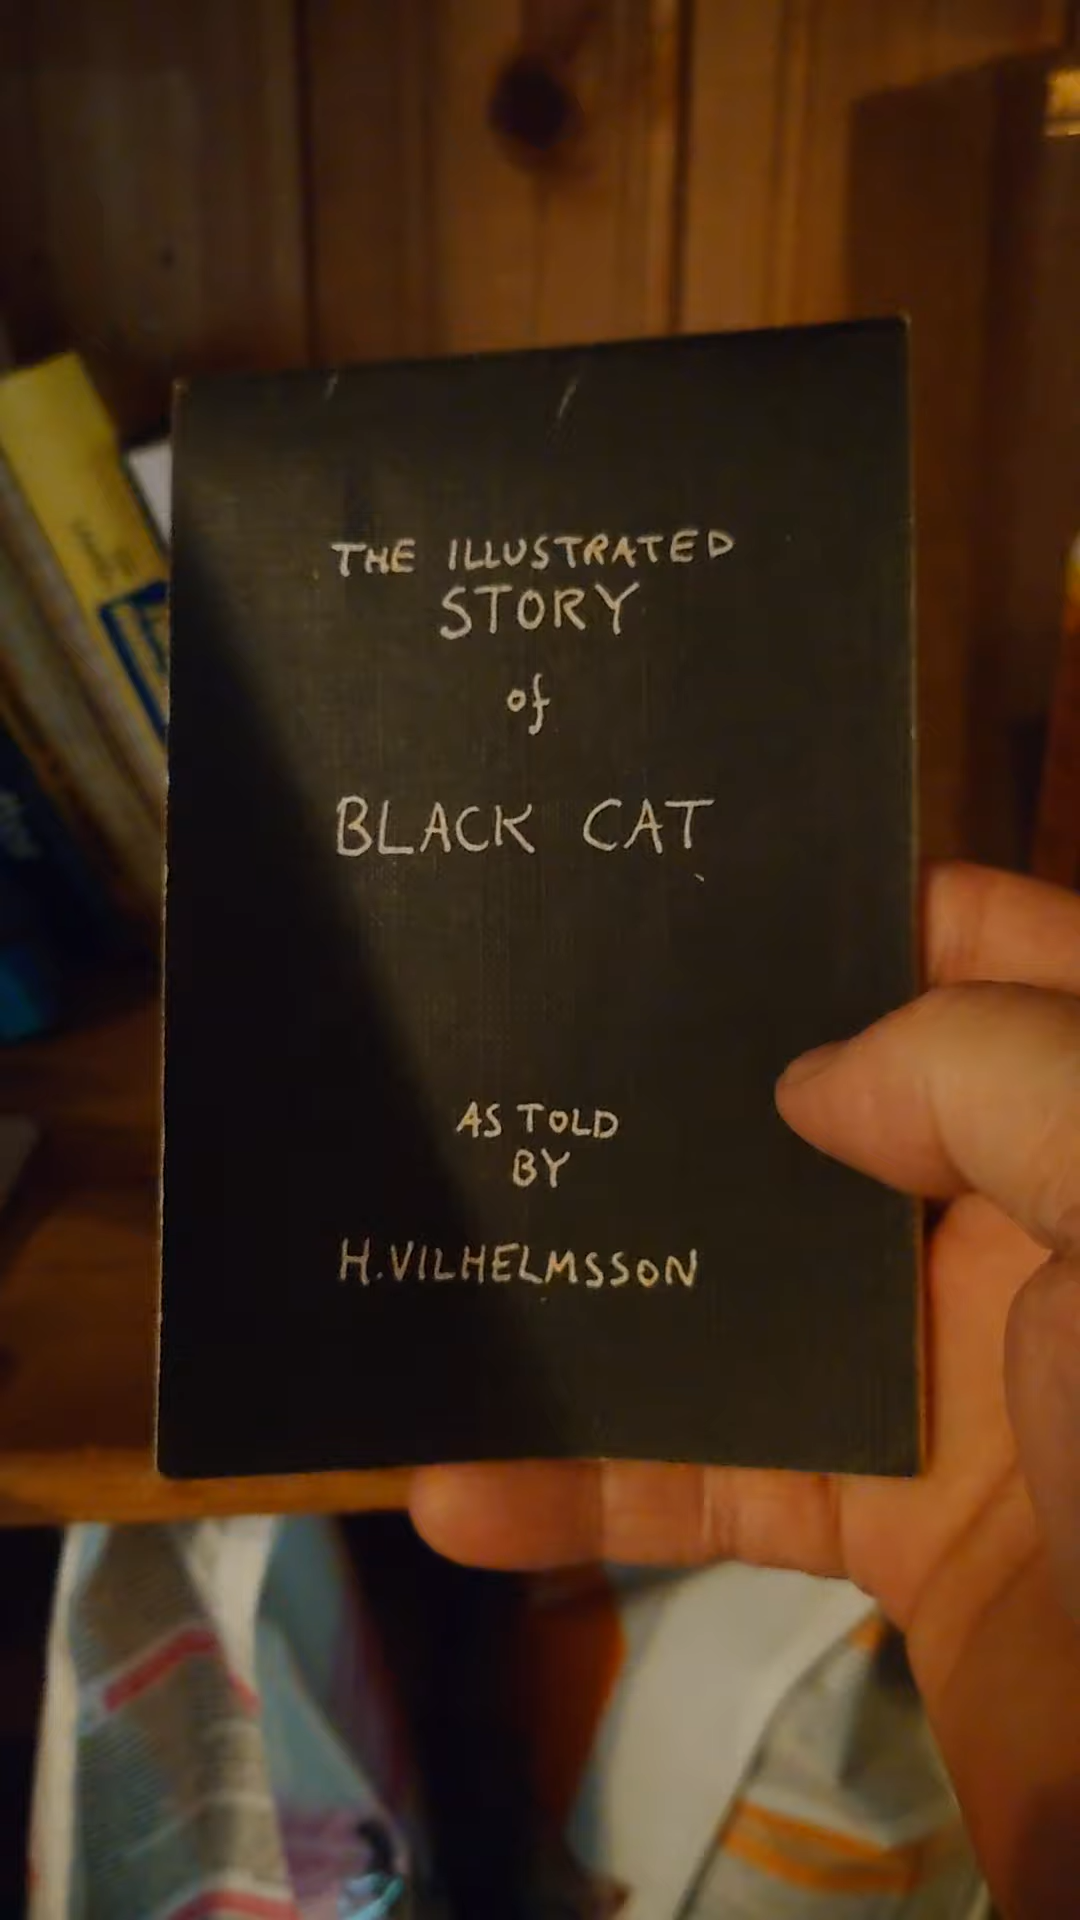 THE ILLUSTRATED
STORY
of
BLACK CAT
AS TOLD
BY
H.VILHELMSSON